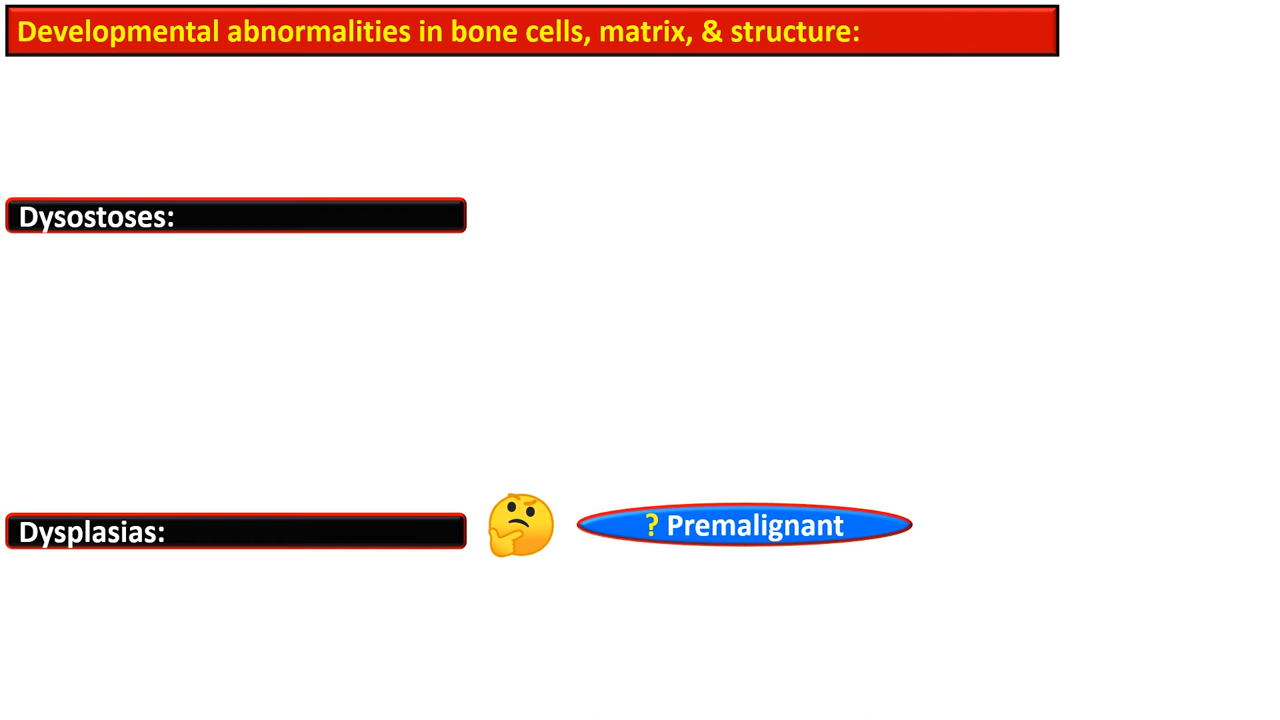 Developmental abnormalities in bone cells, matrix, & structure:
Dysostoses:
Dysplasias:
? Premalignant